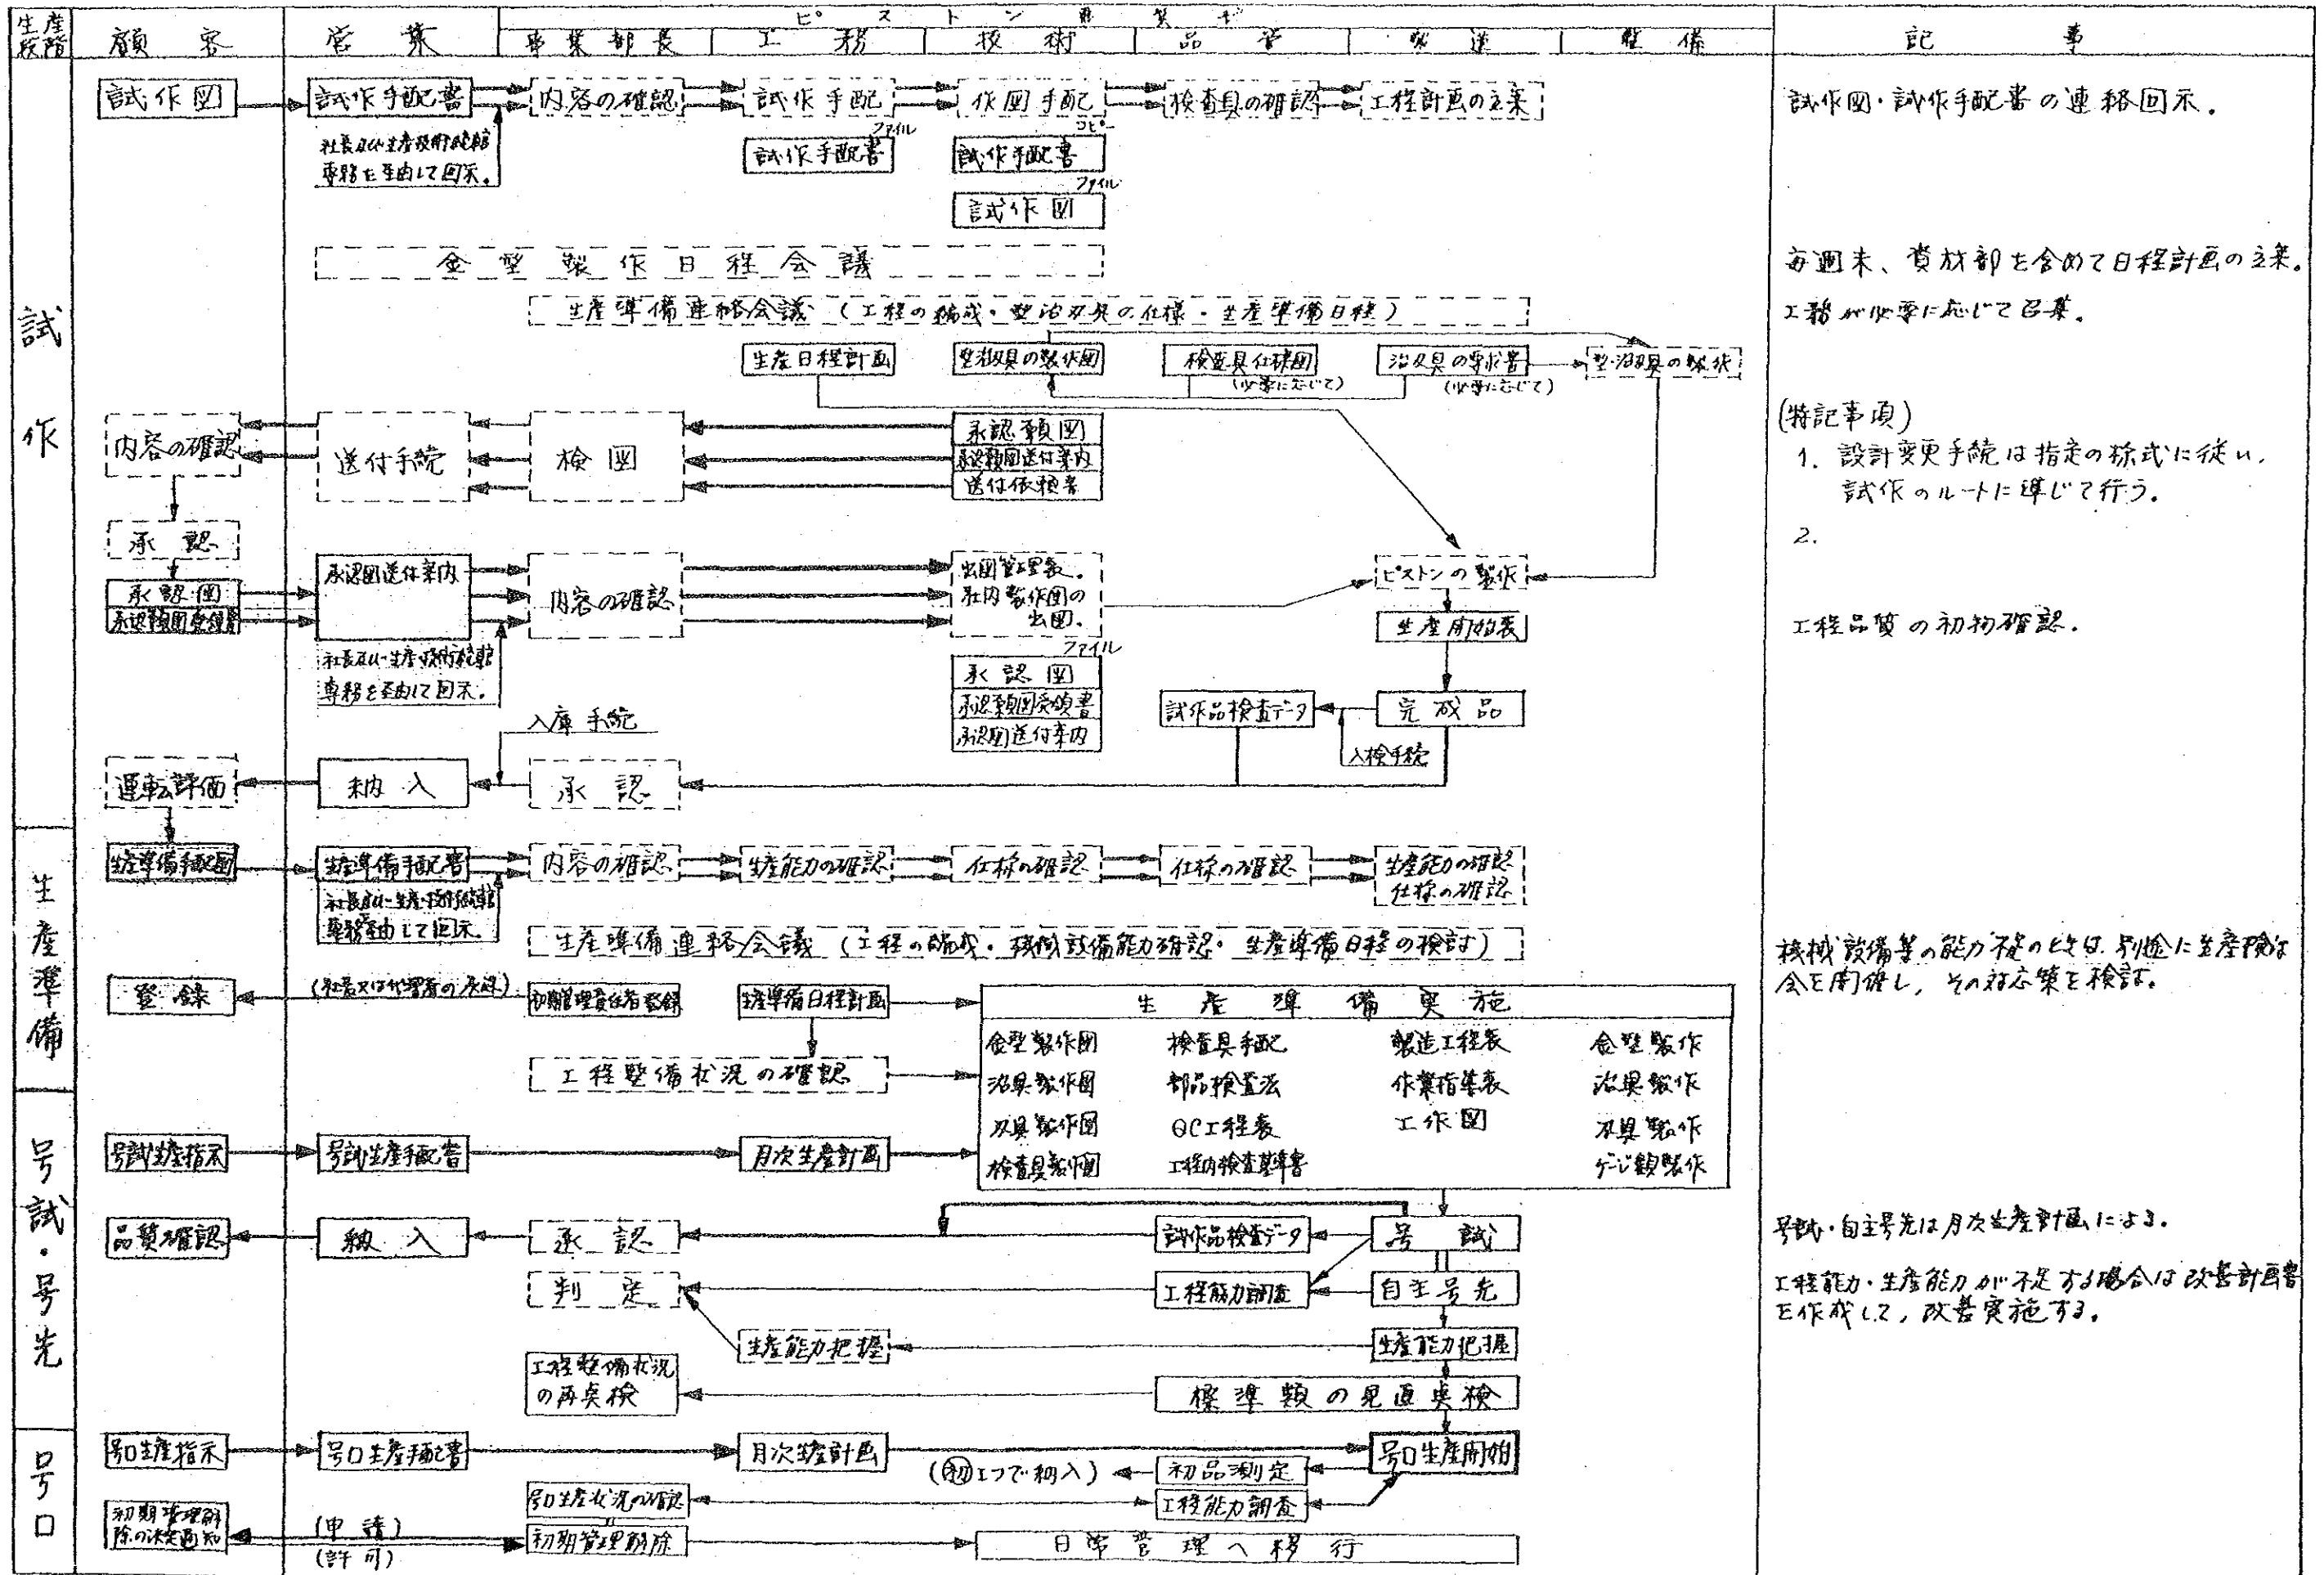 生産段階
顧客
営業
ピストン事業部
事業部長
工務
技術
品管
製造
整備
記事
試作
試作図
試作手配書
内容の確認
試作手配
作図手配
検査具の確認
工程計画の立案
試作図・試作手配書の連絡回示。
専務を経由して回示。
ファイル
試作手配書
コピー
試作手配書
ファイル
試作図
金型製作日程会議
毎週末、
を含めて日程計画の立案。
生産準備連絡会議（工程の編成・型治刃具の仕様・生産準備日程）
工務が必要に応じて召集。
生産日程計画
型治刃具の製作図
検査具仕様図
(必要に応じて)
治刃具の要求書
(必要に応じて)
型・治刃具の製作
(特記事項)
1. 設計変更手続は指定の様式に従い、
試作のルートに準じて行う。
2.
内容の確認
送付手続
検図
承認願図
承認願図送付案内
送付依頼書
承認
承認図
承認願図受領書
承認図送付案内
内容の確認
出図管理表。
社内製作図の
出図。
ピストンの製作
生産開始表
工程品質の初物確認。
専務を経由して回示。
ファイル
承認図
承認願図受領書
承認図送付案内
試作品検査データ
完成品
入検手続
入庫手続
運転評価
納入
承認
生産準備
生産準備手配図
生産準備手配書
内容の確認
生産能力の確認
仕様の確認
仕様の確認
生産能力の確認
仕様の確認
専務経由して回示。
生産準備連絡会議（工程の編成・機械設備能力確認・生産準備日程の検討）
機械設備等の能力不足のときは、別途に生産
会を開催し、その対応策を検討。
登録
(社長又は代理者の
初期管理責任者登録
生産準備日程計画
生産準備実施
金型製作図
検査具手配
製造工程表
金型製作
工程整備状況の確認
治具製作図
部品検査法
作業指導表
治具製作
刃具製作図
QC工程表
工作図
刃具製作
検査具製作図
工程内検査基準書
ゲージ類製作
号試・号先
号試生産指示
号試生産手配書
月次生産計画
品質確認
納入
承認
試作品検査データ
号試
号試・自主号先は月次生産計画による。
判定
工程能力調査
自主号先
工程能力・生産能力が不足する場合は改善計画書
を作成して、改善実施する。
生産能力把握
生産能力把握
工程整備状況
の再点検
標準類の見直点検
号口
号口生産指示
号口生産手配書
月次生産計画
号口生産開始
(初エフで納入)
初品測定
号口生産状況の確認
工程能力調査
初期管理解
除の決定通知
(申請)
(許可)
初期管理解除
日常管理へ移行